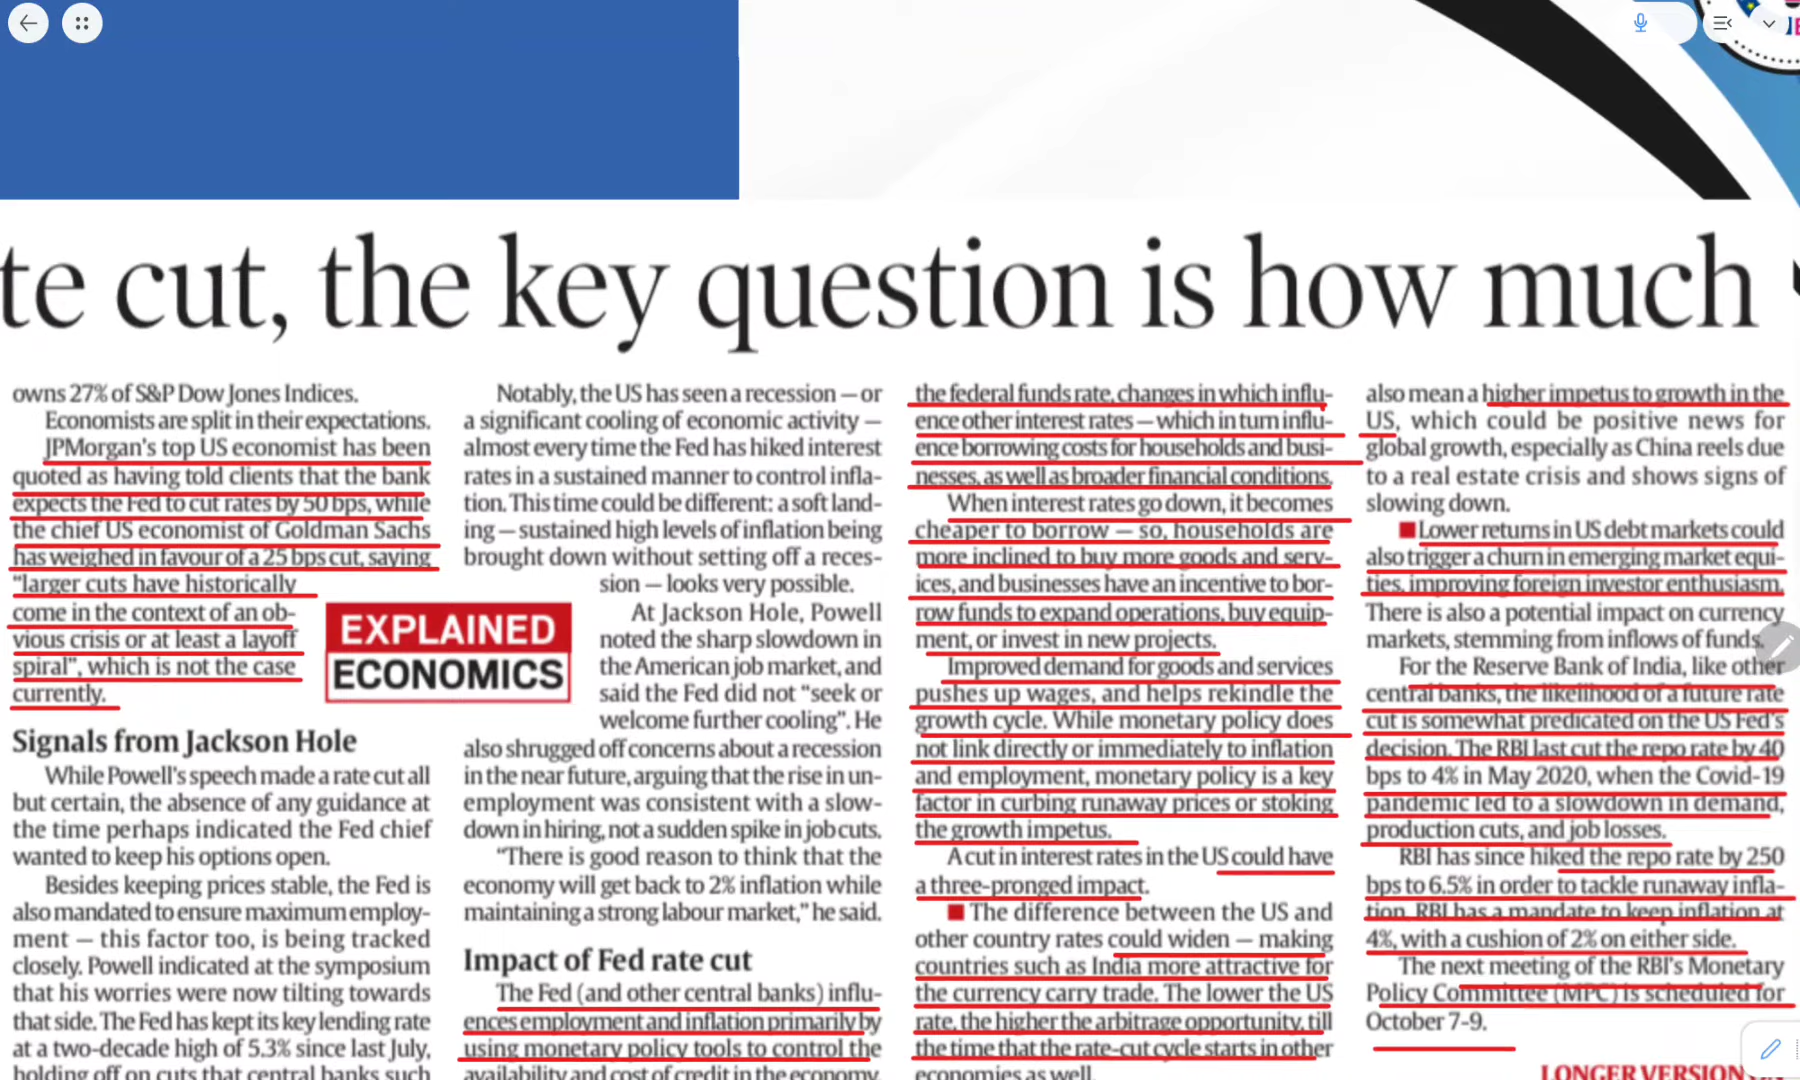 te cut, the key question is how much
owns 27% of S&P Dow Jones Indices.
Economists are split in their expectations.
JPMorgan's top US economist has been
quoted as having told clients that the bank
expects the Fed to cut rates by 50 bps, while
the chief US economist of Goldman Sachs
has weighed in favour of a 25 bps cut, saying
"larger cuts have historically
come in the context of an ob-
vious crisis or at least a layoff
spiral", which is not the case
currently.
Signals from Jackson Hole
While Powell's speech made a rate cut all
but certain, the absence of any guidance at
the time perhaps indicated the Fed chief
wanted to keep his options open.
Besides keeping prices stable, the Fed is
also mandated to ensure maximum employ-
ment — this factor too, is being tracked
closely. Powell indicated at the symposium
that his worries were now tilting towards
that side. The Fed has kept its key lending rate
at a two-decade high of 5.3% since last July,
holding off on cuts that central banks such
EXPLAINED
ECONOMICS
Notably, the US has seen a recession — or
a significant cooling of economic activity —
almost every time the Fed has hiked interest
rates in a sustained manner to control infla-
tion. This time could be different: a soft land-
ing — sustained high levels of inflation being
brought down without setting off a reces-
sion — looks very possible.
At Jackson Hole, Powell
noted the sharp slowdown in
the American job market, and
said the Fed did not "seek or
welcome further cooling". He
also shrugged off concerns about a recession
in the near future, arguing that the rise in un-
employment was consistent with a slow-
down in hiring, not a sudden spike in job cuts.
"There is good reason to think that the
economy will get back to 2% inflation while
maintaining a strong labour market," he said.
Impact of Fed rate cut
The Fed (and other central banks) influ-
ences employment and inflation primarily by
using monetary policy tools to control the
availability and cost of credit in the economy.
the federal funds rate, changes in which influ-
ence other interest rates — which in turn influ-
ence borrowing costs for households and busi-
nesses, as well as broader financial conditions.
When interest rates go down, it becomes
cheaper to borrow — so, households are
more inclined to buy more goods and serv-
ices, and businesses have an incentive to bor-
row funds to expand operations, buy equip-
ment, or invest in new projects.
Improved demand for goods and services
pushes up wages, and helps rekindle the
growth cycle. While monetary policy does
not link directly or immediately to inflation
and employment, monetary policy is a key
factor in curbing runaway prices or stoking
the growth impetus.
A cut in interest rates in the US could have
a three-pronged impact.
■ The difference between the US and
other country rates could widen — making
countries such as India more attractive for
the currency carry trade. The lower the US
rate, the higher the arbitrage opportunity, till
the time that the rate-cut cycle starts in other
economies as well.
also mean a higher impetus to growth in the
US, which could be positive news for
global growth, especially as China reels due
to a real estate crisis and shows signs of
slowing down.
■ Lower returns in US debt markets could
also trigger a churn in emerging market equi-
ties, improving foreign investor enthusiasm.
There is also a potential impact on currency
markets, stemming from inflows of funds.
For the Reserve Bank of India, like other
central banks, the likelihood of a future rate
cut is somewhat predicated on the US Fed's
decision. The RBI last cut the repo rate by 40
bps to 4% in May 2020, when the Covid-19
pandemic led to a slowdown in demand,
production cuts, and job losses.
RBI has since hiked the repo rate by 250
bps to 6.5% in order to tackle runaway infla-
tion. RBI has a mandate to keep inflation at
4%, with a cushion of 2% on either side.
The next meeting of the RBI's Monetary
Policy Committee (MPC) is scheduled for
October 7-9.
LONGER VERSION